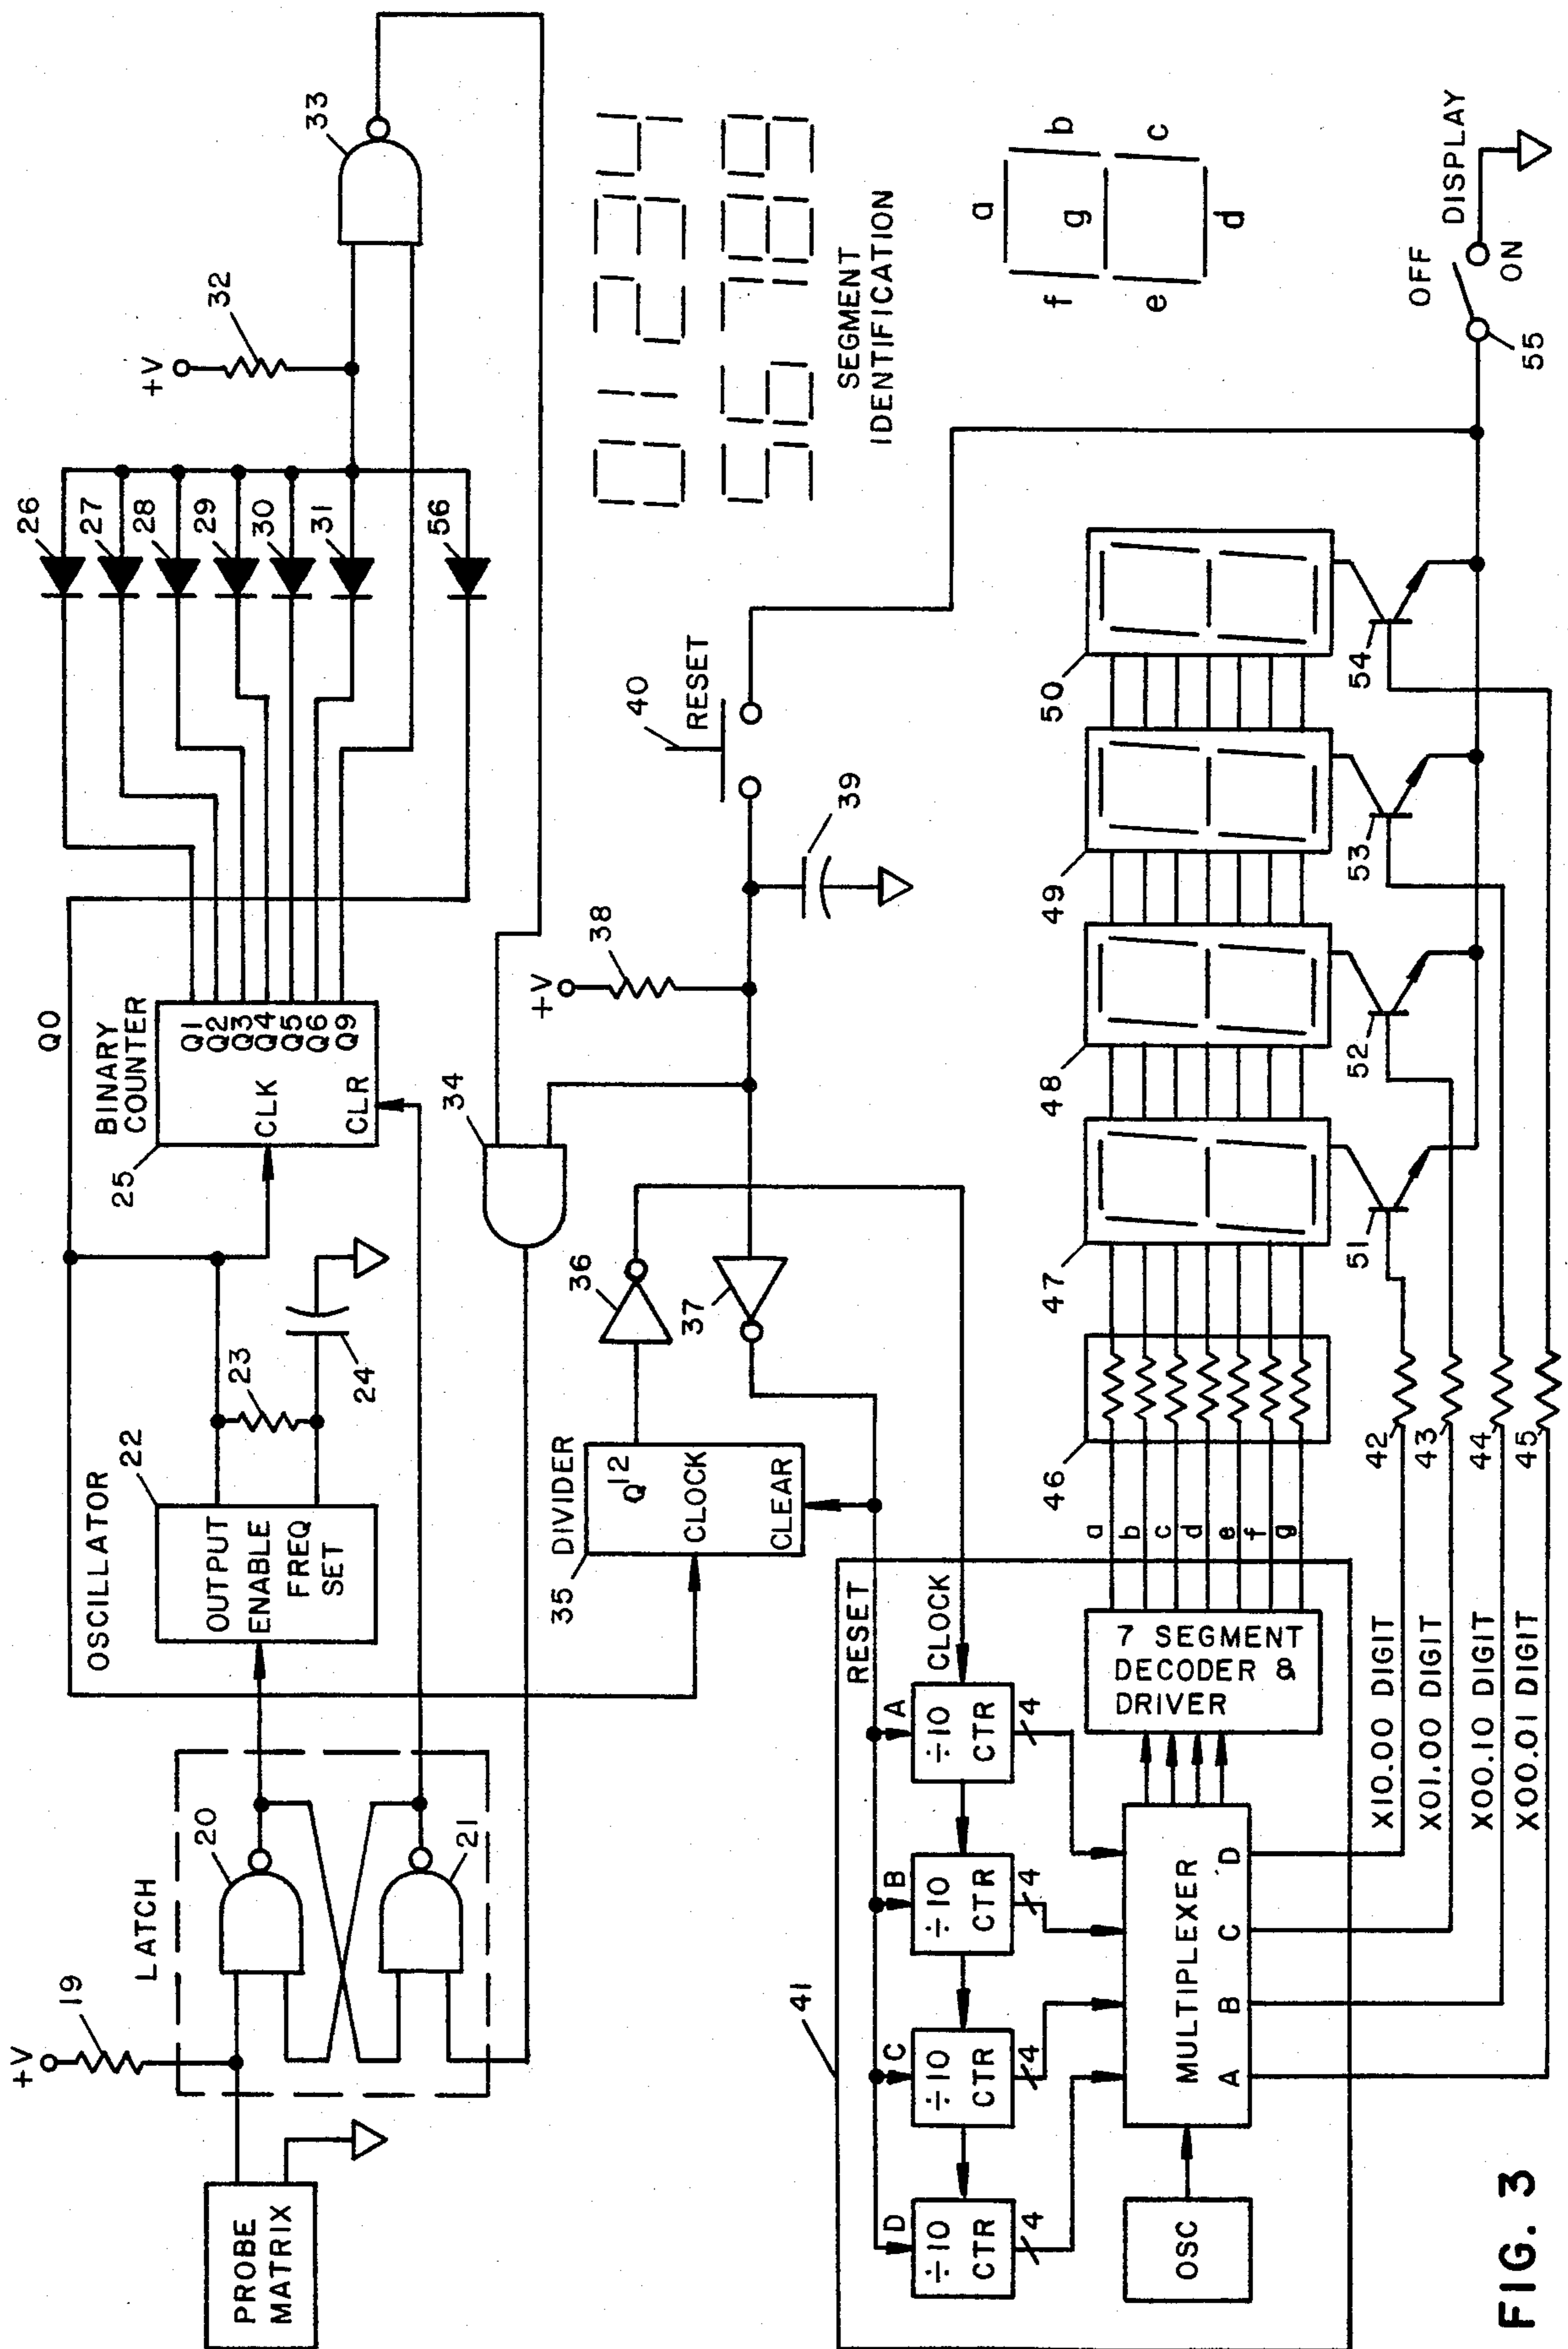 +V
19
LATCH
20
21
PROBE
MATRIX
OSCILLATOR
22
OUTPUT
ENABLE
FREQ
SET
23
24
Q0
BINARY
COUNTER
25
CLK
CLR
Q1
Q2
Q3
Q4
Q5
Q6
Q9
26
27
28
29
30
31
56
+V
32
33
34
35
DIVIDER
Q12
CLOCK
CLEAR
36
37
+V
38
39
40
RESET
SEGMENT
IDENTIFICATION
a
b
c
d
e
f
g
41
RESET
CLOCK
A
B
C
D
÷10
CTR
4
÷10
CTR
4
÷10
CTR
4
÷10
CTR
4
OSC
MULTIPLEXER
A
B
C
D
7 SEGMENT
DECODER &
DRIVER
a
b
c
d
e
f
g
46
47
48
49
50
51
52
53
54
X10.00 DIGIT
X01.00 DIGIT
X00.10 DIGIT
X00.01 DIGIT
42
43
44
45
OFF
ON
DISPLAY
55
FIG. 3